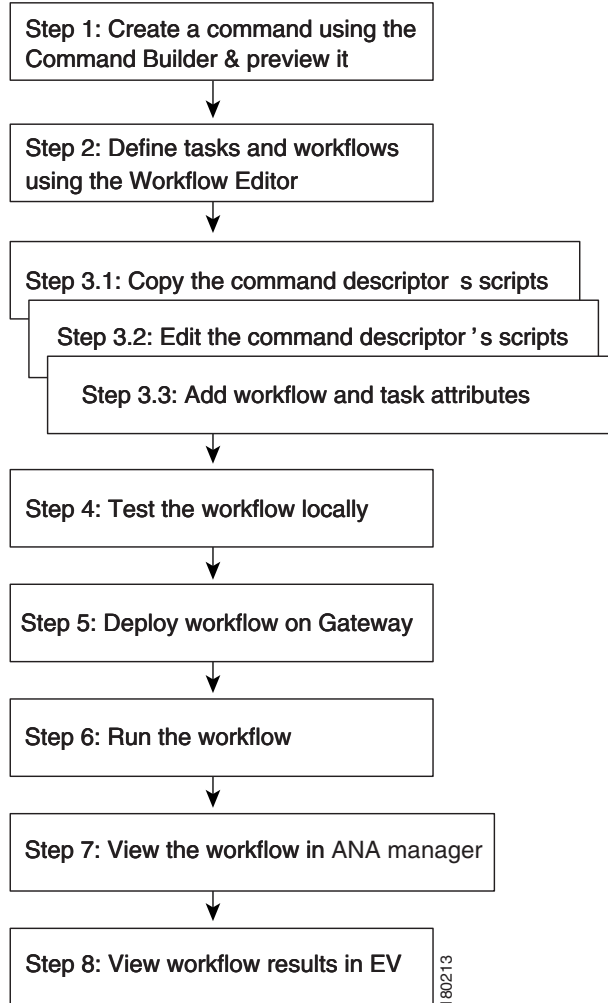 Step 1: Create a command using the
Command Builder & preview it
Step 2: Define tasks and workflows
using the Workflow Editor
Step 3.1: Copy the command descriptor s scripts
Step 3.2: Edit the command descriptor 's scripts
Step 3.3: Add workflow and task attributes
Step 4: Test the workflow locally
Step 5: Deploy workflow on Gateway
Step 6: Run the workflow
Step 7: View the workflow in ANA manager
Step 8: View workflow results in EV
180213